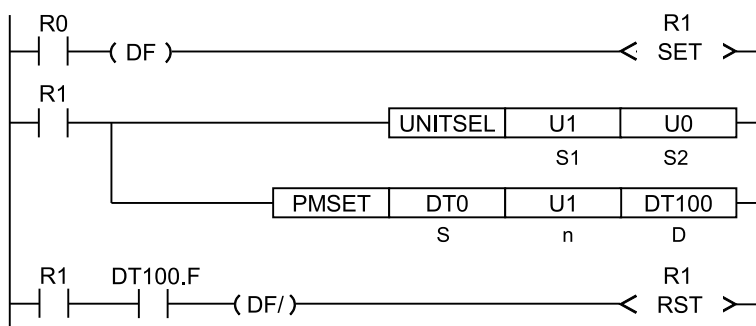 R0 R1
( DF ) < SET >
R1
UNITSEL U1 U0
S1 S2
PMSET DT0 U1 DT100
S n D
R1 DT100.F R1
( DF/ ) < RST >